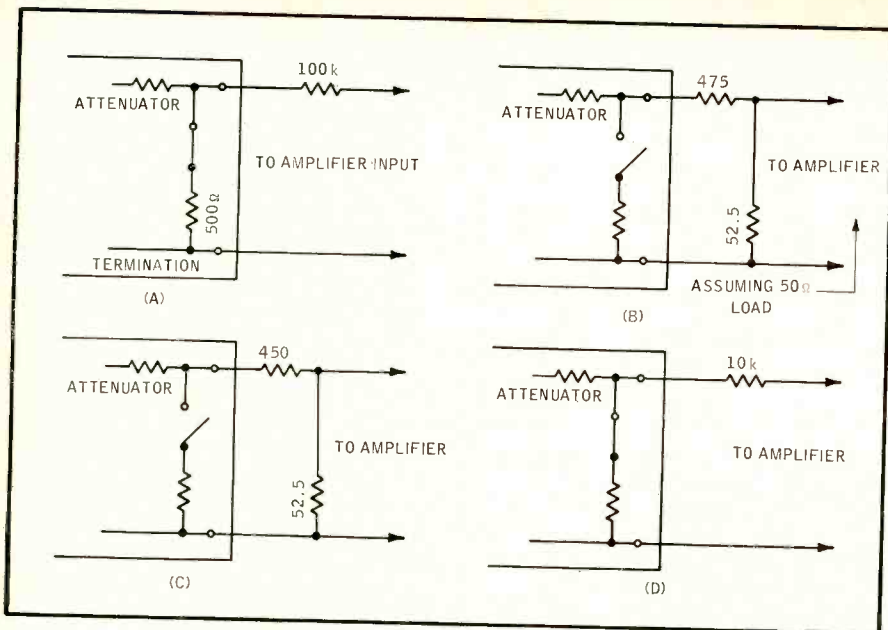 100k
ATTENUATOR
TO AMPLIFIER INPUT
500Ω
TERMINATION
(A)
475
ATTENUATOR
TO AMPLIFIER
52.5
ASSUMING 50Ω
LOAD
(B)
450
ATTENUATOR
TO AMPLIFIER
52.5
(C)
10k
ATTENUATOR
TO AMPLIFIER
(D)